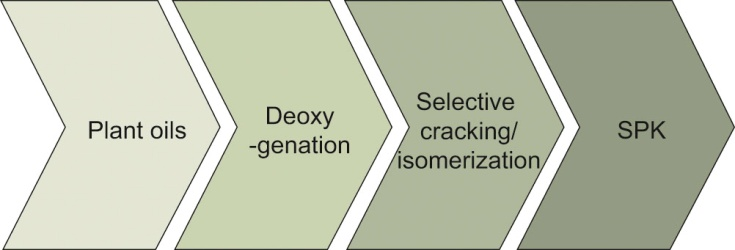 Plant oils
Deoxy
-genation
Selective
cracking/
isomerization
SPK